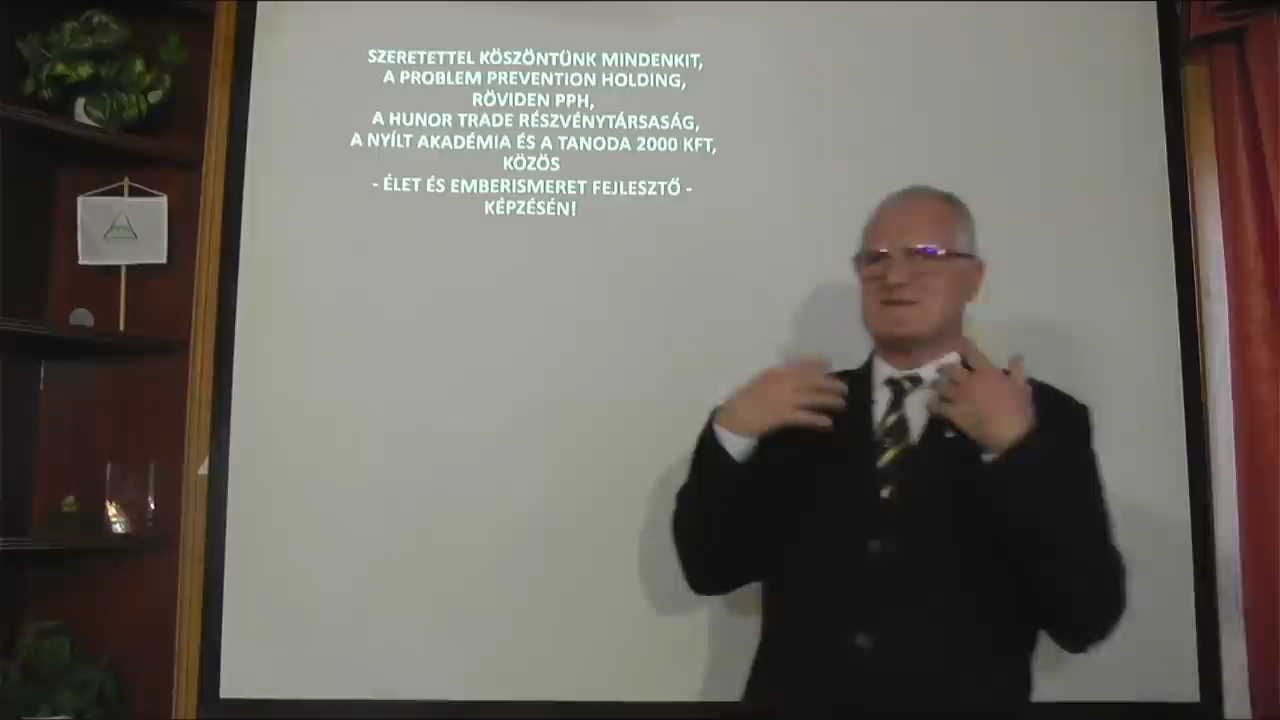 SZERETETTEL KÖSZÖNTÜNK MINDENKIT,
A PROBLEM PREVENTION HOLDING,
RÖVIDEN PPH,
A HUNOR TRADE RÉSZVÉNYTÁRSASÁG,
A NYÍLT AKADÉMIA ÉS A TANODA 2000 KFT,
KÖZÖS
- ÉLET ÉS EMBERISMERET FEJLESZTŐ -
KÉPZÉSÉN!